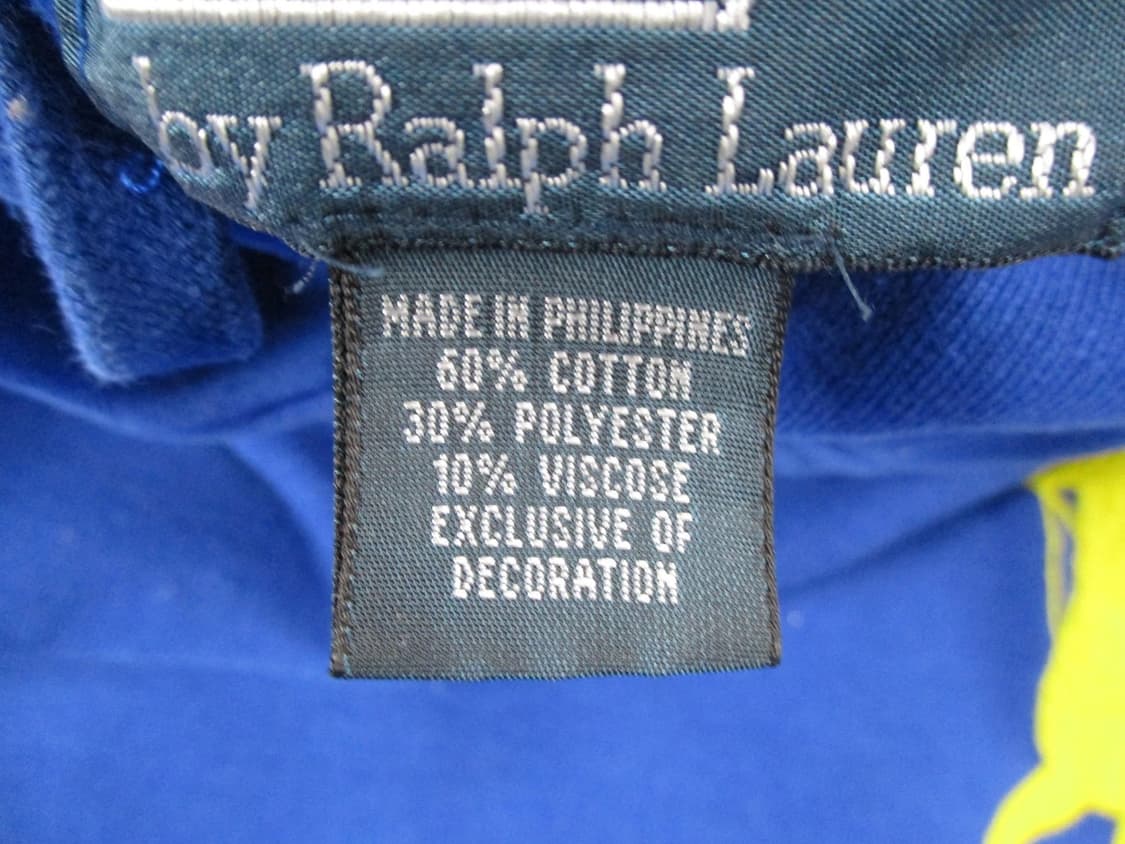 by Ralph Lauren
MADE IN PHILIPPINES
60% COTTON
30% POLYESTER
10% VISCOSE
EXCLUSIVE OF
DECORATION